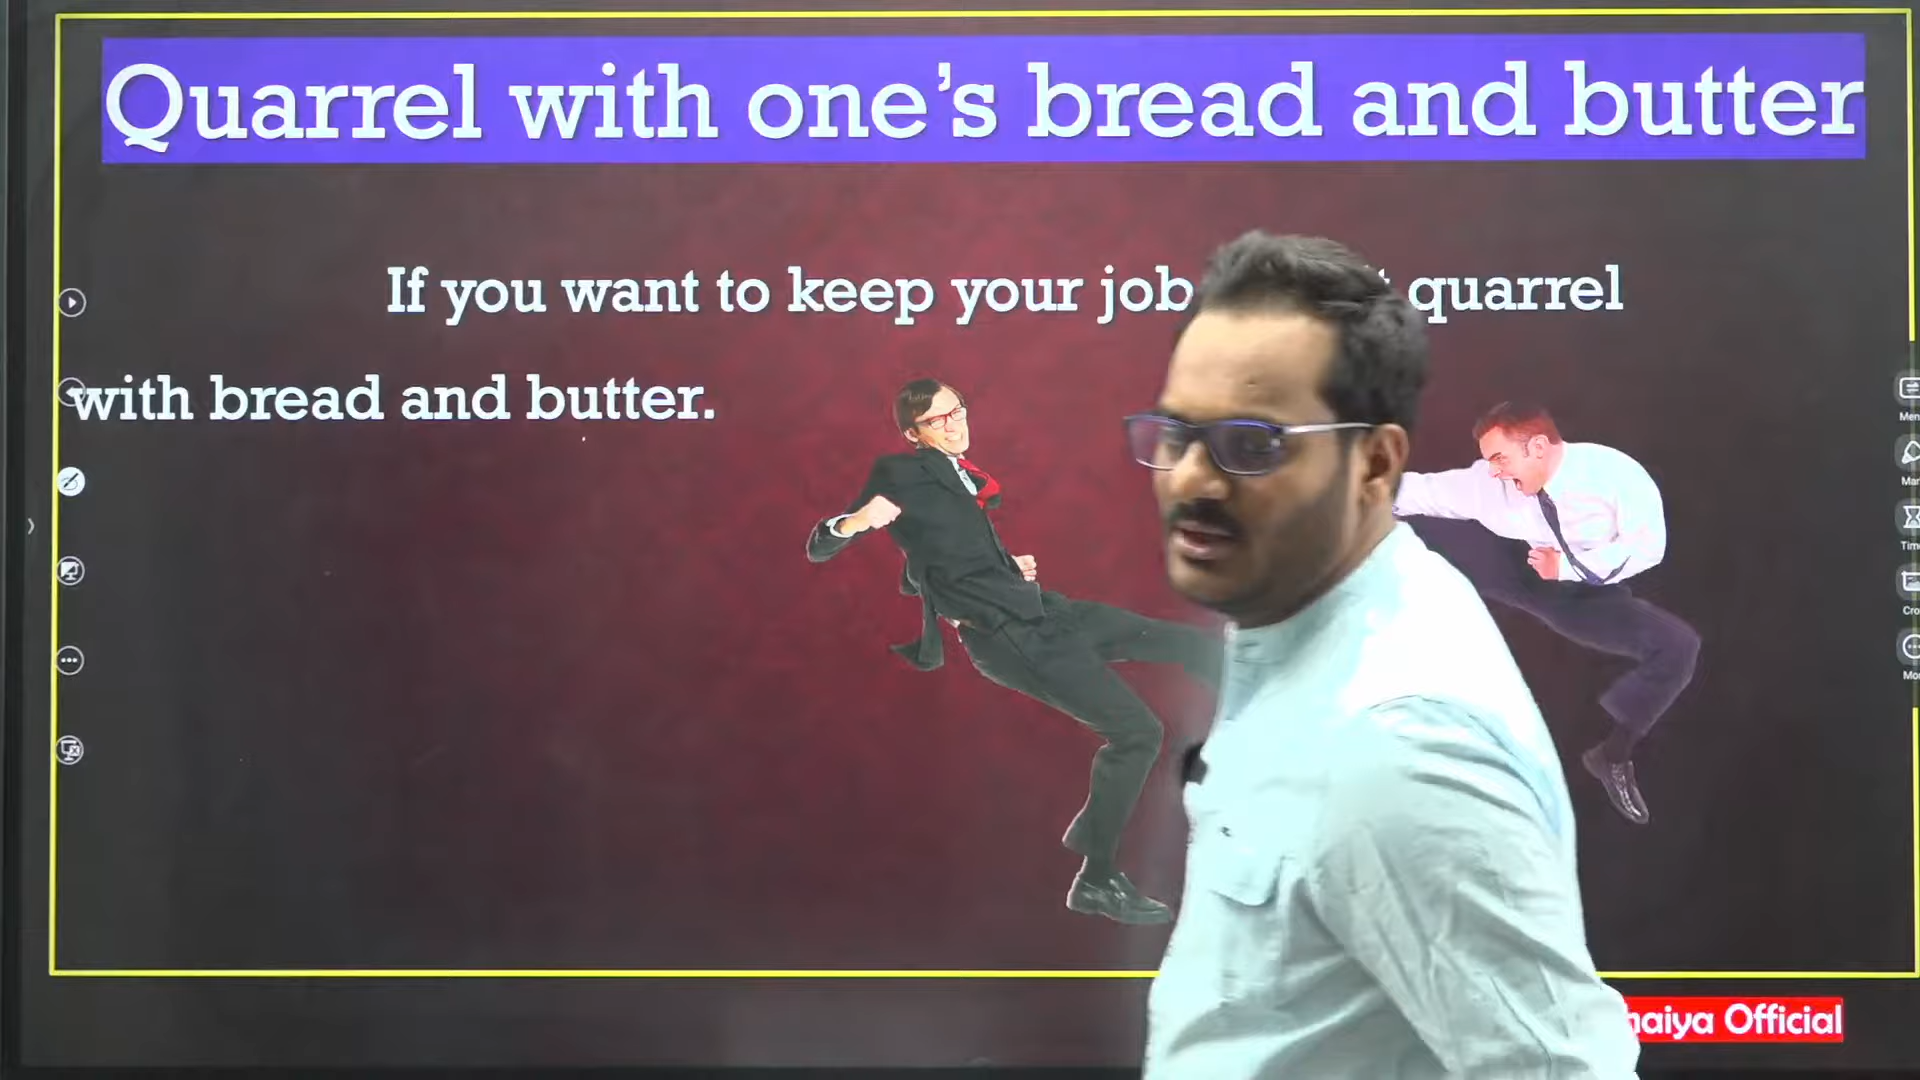 Quarrel with one’s bread and butter
If you want to keep your job quarrel
with bread and butter.
Official